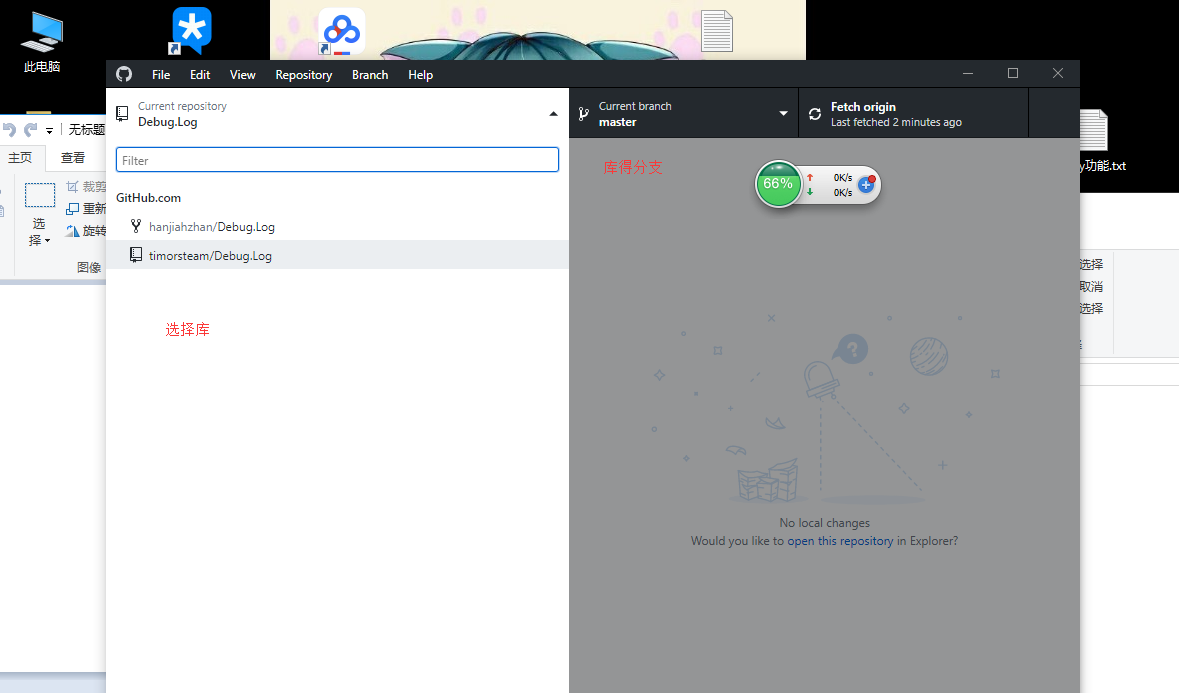 此电脑
File Edit View Repository Branch Help
Current repository
Debug.Log
Current branch
master
Fetch origin
Last fetched 2 minutes ago
无标题
主页 查看
Filter
库得分支
66%
0K/s
0K/s
y功能.txt
裁剪
重新
旋转
选
择
图像
GitHub.com
hanjiahzhan/Debug.Log
timorsteam/Debug.Log
选择库
选择
取消
选择
No local changes
Would you like to open this repository in Explorer?